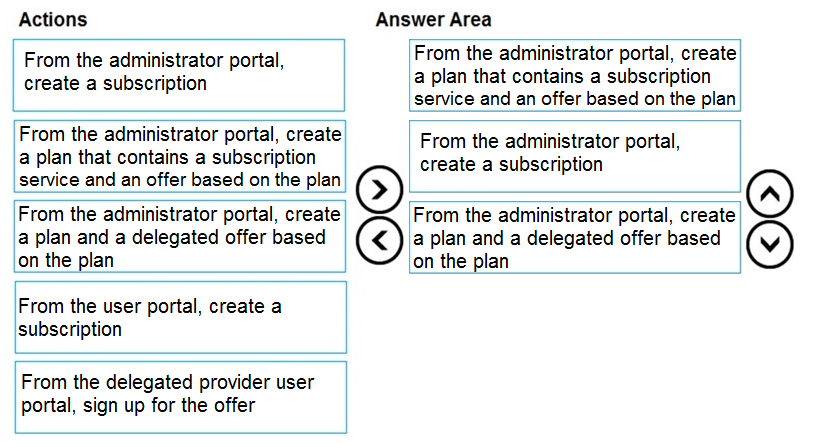 Actions
From the administrator portal,
create a subscription
From the administrator portal, create
a plan that contains a subscription
service and an offer based on the plan
From the administrator portal, create
a plan and a delegated offer based
on the plan
From the user portal, create a
subscription
From the delegated provider user
portal, sign up for the offer
Answer Area
From the administrator portal, create
a plan that contains a subscription
service and an offer based on the plan
From the administrator portal,
create a subscription
From the administrator portal, create
a plan and a delegated offer based
on the plan